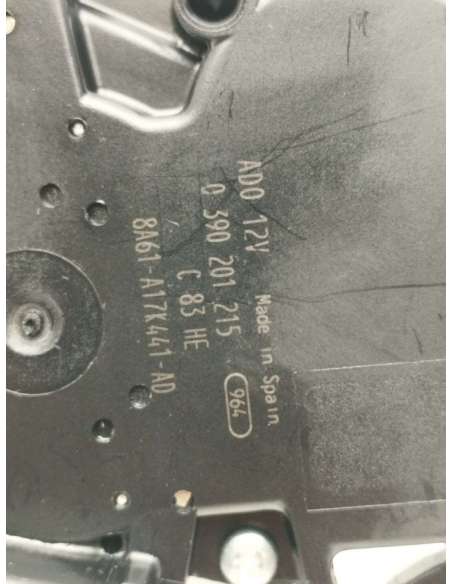 ADO 12V
Made in Spain
0 390 201 215
C 83 HE
964
8A61-A17K441-AD